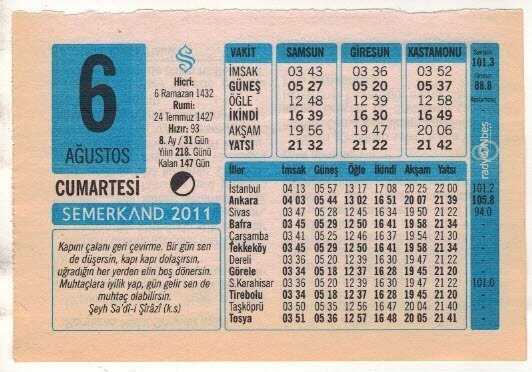 6
AĞUSTOS
CUMARTESİ
Hicri:
6 Ramazan 1432
Rumi:
24 Temmuz 1427
Hızır: 93
8. Ay / 31 Gün
Yılın 218. Günü
Kalan 147 Gün
SEMERKAND 2011
Kapını çalanı geri çevirme. Bir gün sen
de düşersin, kapı kapı dolaşırsın,
uğradığın her yerden elin boş dönersin.
Muhtaçlara iyilik yap, gün gelir sen de
muhtaç olabilirsin.
Şeyh Sa'dî-i Şîrâzî (k.s)
VAKİT SAMSUN GİRESUN KASTAMONU
İMSAK 03 43 03 36 03 52
GÜNEŞ 05 27 05 20 05 37
ÖĞLE 12 48 12 39 12 58
İKİNDİ 16 39 16 30 16 49
AKŞAM 19 56 19 47 20 06
YATSI 21 32 21 22 21 42
İller İmsak Güneş Öğle İkindi Akşam Yatsı
İstanbul 04 13 05 57 13 17 17 08 20 25 22 00
Ankara 04 03 05 44 13 02 16 51 20 07 21 39
Sivas 03 47 05 28 12 45 16 34 19 50 21 22
Bafra 03 45 05 29 12 50 16 41 19 58 21 34
Çarşamba 03 41 05 25 12 46 16 37 19 54 21 30
Tekkeköy 03 45 05 29 12 50 16 41 19 58 21 34
Dereli 03 36 05 20 12 39 16 30 19 47 21 22
Görele 03 34 05 18 12 37 16 28 19 45 21 20
S.Karahisar 03 36 05 20 12 38 16 29 19 45 21 20
Tirebolu 03 34 05 18 12 37 16 28 19 45 21 20
Taşköprü 03 50 05 35 12 56 16 47 20 04 21 40
Tosya 03 51 05 36 12 57 16 48 20 05 21 41
Samsun
101.3
Giresun
88.8
Kastamonu
radyo
101.2
105.8
94.0
101.0